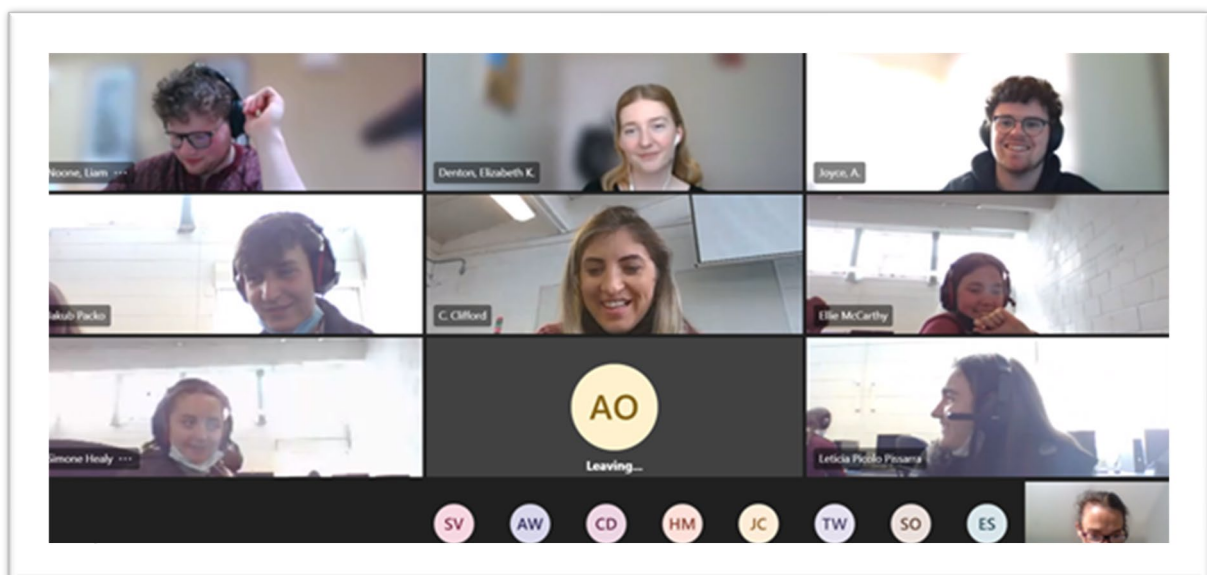 Noone, Liam ...
Denton, Elizabeth K.
Joyce, A.
Jakub Packo
C. Clifford
Ellie McCarthy
Simone Healy ...
AO
Leaving...
Leticia Picolo Pissarra
SV AW CD HM JC TW SO ES